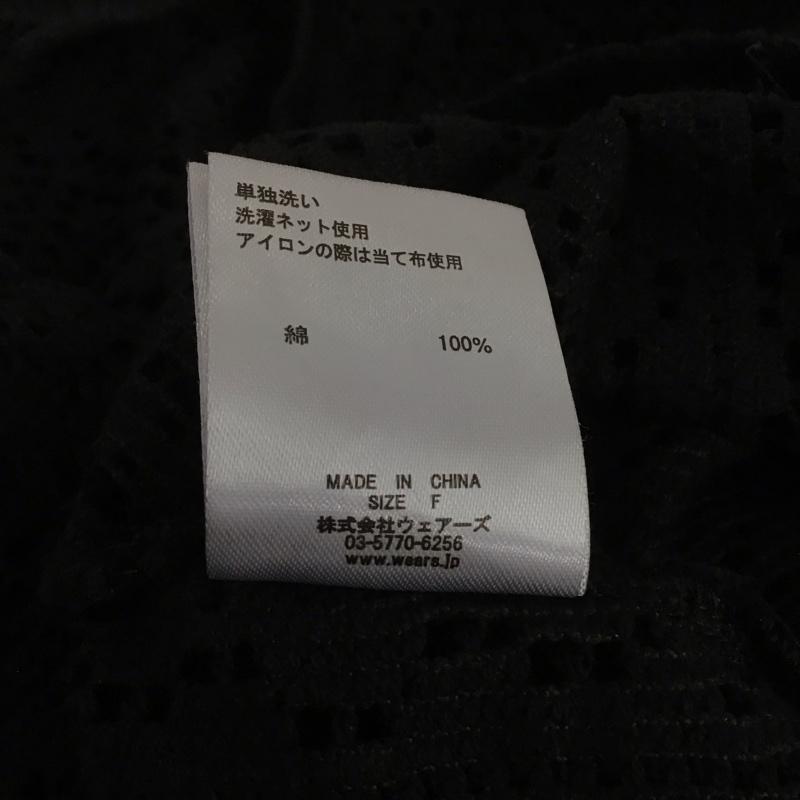 単独洗い
洗濯ネット使用
アイロンの際は当て布使用
綿 100%
MADE IN CHINA
SIZE F
株式会社ウェアーズ
03-5770-6256
www.wears.jp